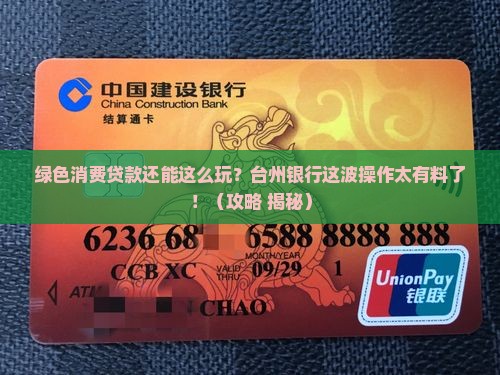 中国建设银行
China Construction Bank
结算通卡
绿色消费贷款还能这么玩？台州银行这波操作太有料了
！（攻略 揭秘）
6236 68 6588 8888 888
MONTH/YEAR
CCB XC VALID THRU 09/29 1
ATM
CHAO
UnionPay
银联